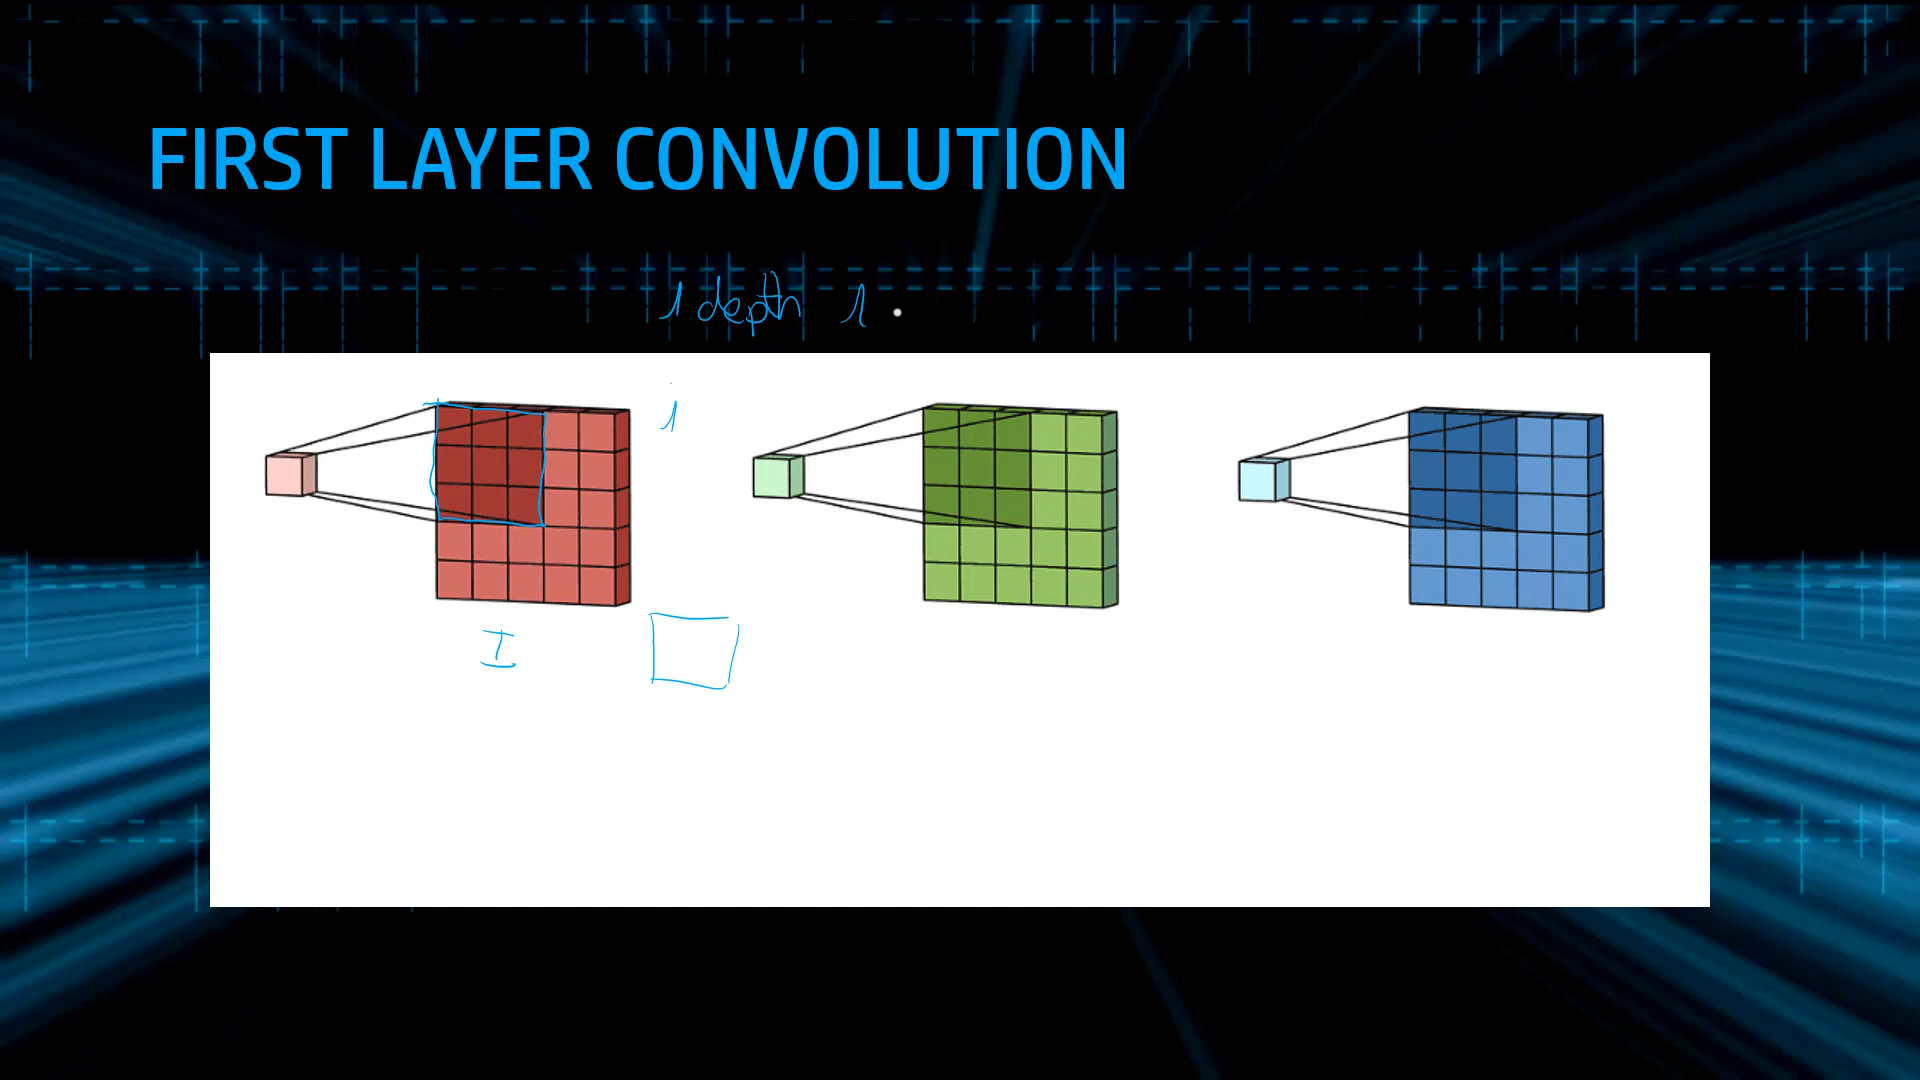 FIRST LAYER CONVOLUTION
1 depth 1
1
I